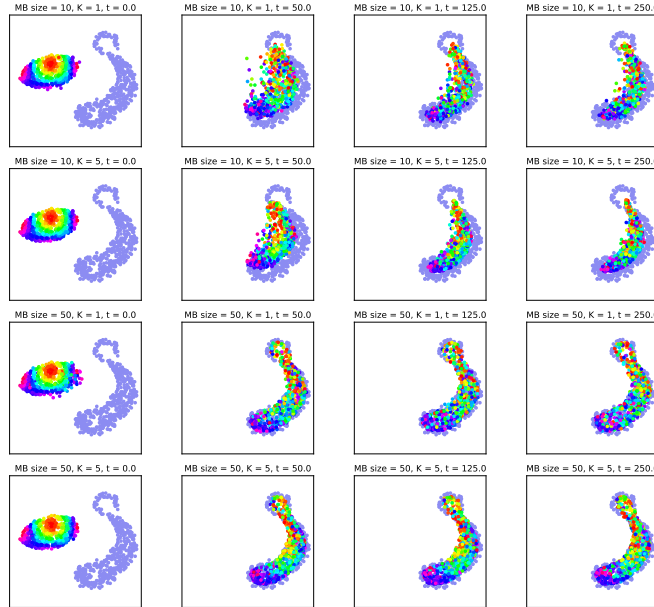 MB size = 10, K = 1, t = 0.0 MB size = 10, K = 1, t = 50.0 MB size = 10, K = 1, t = 125.0 MB size = 10, K = 1, t = 250.
MB size = 10, K = 5, t = 0.0 MB size = 10, K = 5, t = 50.0 MB size = 10, K = 5, t = 125.0 MB size = 10, K = 5, t = 250.
MB size = 50, K = 1, t = 0.0 MB size = 50, K = 1, t = 50.0 MB size = 50, K = 1, t = 125.0 MB size = 50, K = 1, t = 250.
MB size = 50, K = 5, t = 0.0 MB size = 50, K = 5, t = 50.0 MB size = 50, K = 5, t = 125.0 MB size = 50, K = 5, t = 250.